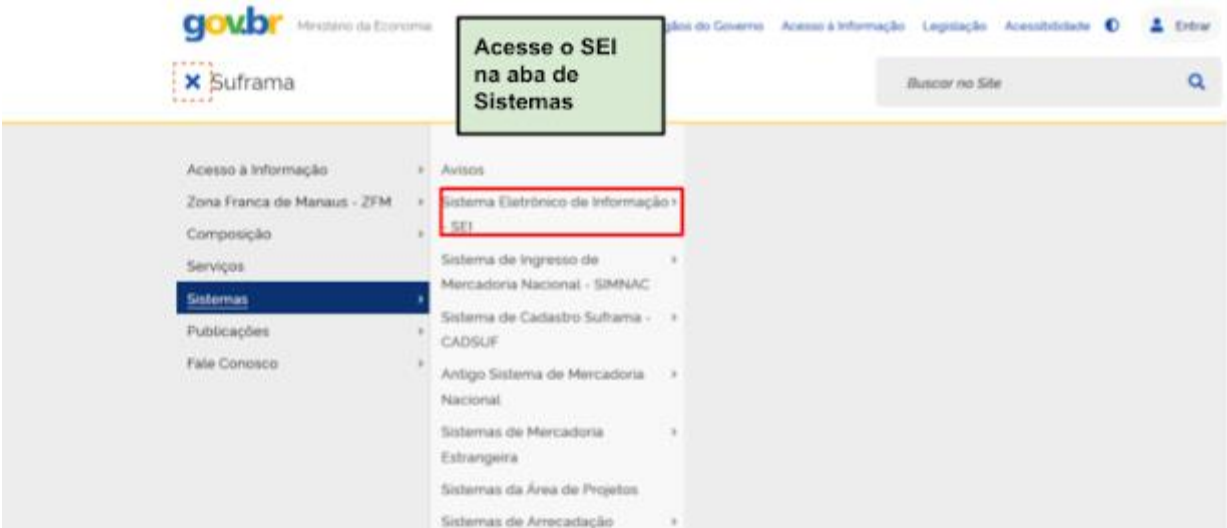 gov.br Ministério da Economia
Órgãos do Governo Acesso à Informação Legislação Acessibilidade Entrar
Acesse o SEI
na aba de
Sistemas
Suframa
Buscar no Site
Acesso à Informação
Zona Franca de Manaus - ZFM
Composição
Serviços
Sistemas
Publicações
Fale Conosco
Avisos
Sistema Eletrônico de Informação
- SEI
Sistema de Ingresso de
Mercadoria Nacional - SIMNAC
Sistema de Cadastro Suframa -
CADSUF
Antigo Sistema de Mercadoria
Nacional
Sistemas de Mercadoria
Estrangeira
Sistemas da Área de Projetos
Sistemas de Arrecadação